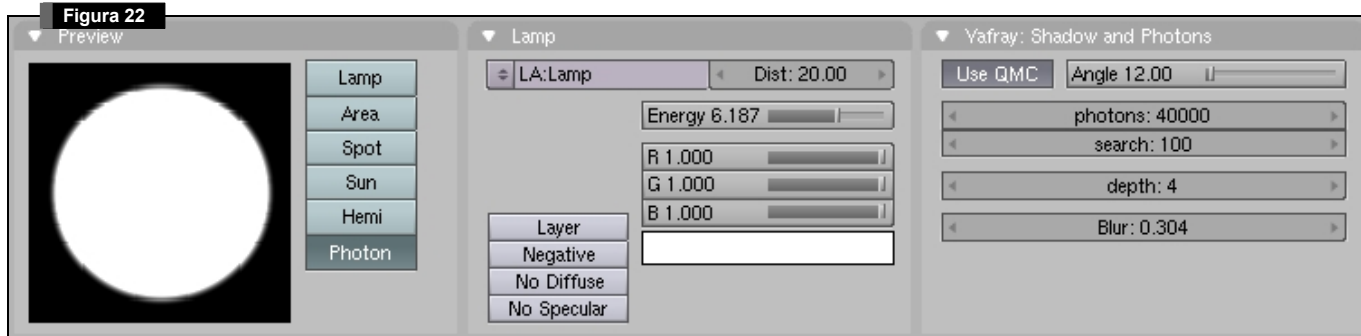 Figura 22
Preview
Lamp
Area
Spot
Sun
Hemi
Photon
Lamp
LA:Lamp
Dist: 20.00
Energy 6.187
R 1.000
G 1.000
B 1.000
Layer
Negative
No Diffuse
No Specular
Yafray: Shadow and Photons
Use QMC
Angle 12.00
photons: 40000
search: 100
depth: 4
Blur: 0.304